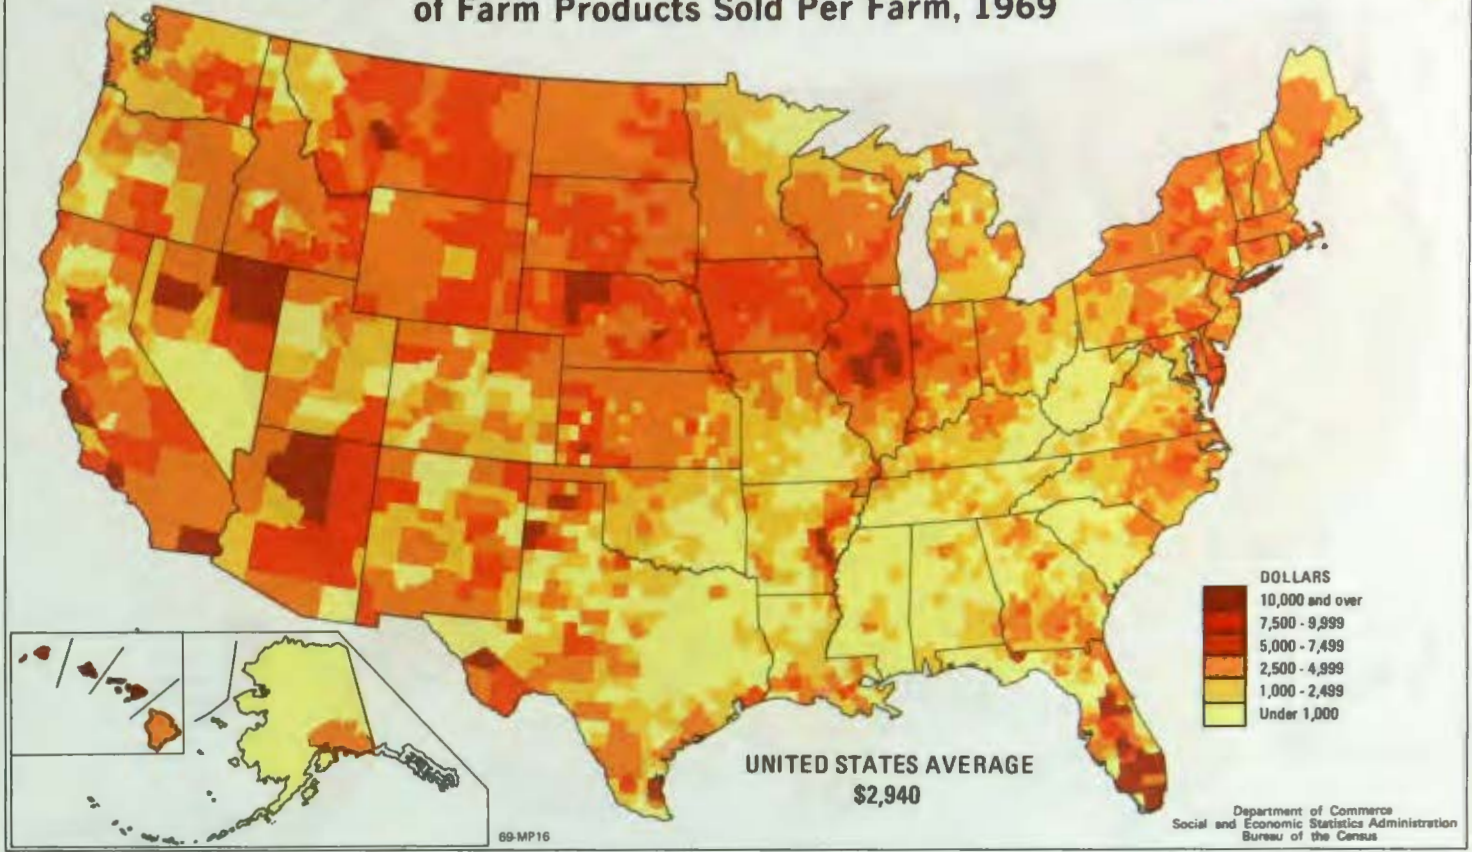 of Farm Products Sold Per Farm, 1969
DOLLARS
10,000 and over
7,500 - 9,999
5,000 - 7,499
2,500 - 4,999
1,000 - 2,499
Under 1,000
UNITED STATES AVERAGE
$2,940
69-MP16
Department of Commerce
Social and Economic Statistics Administration
Bureau of the Census